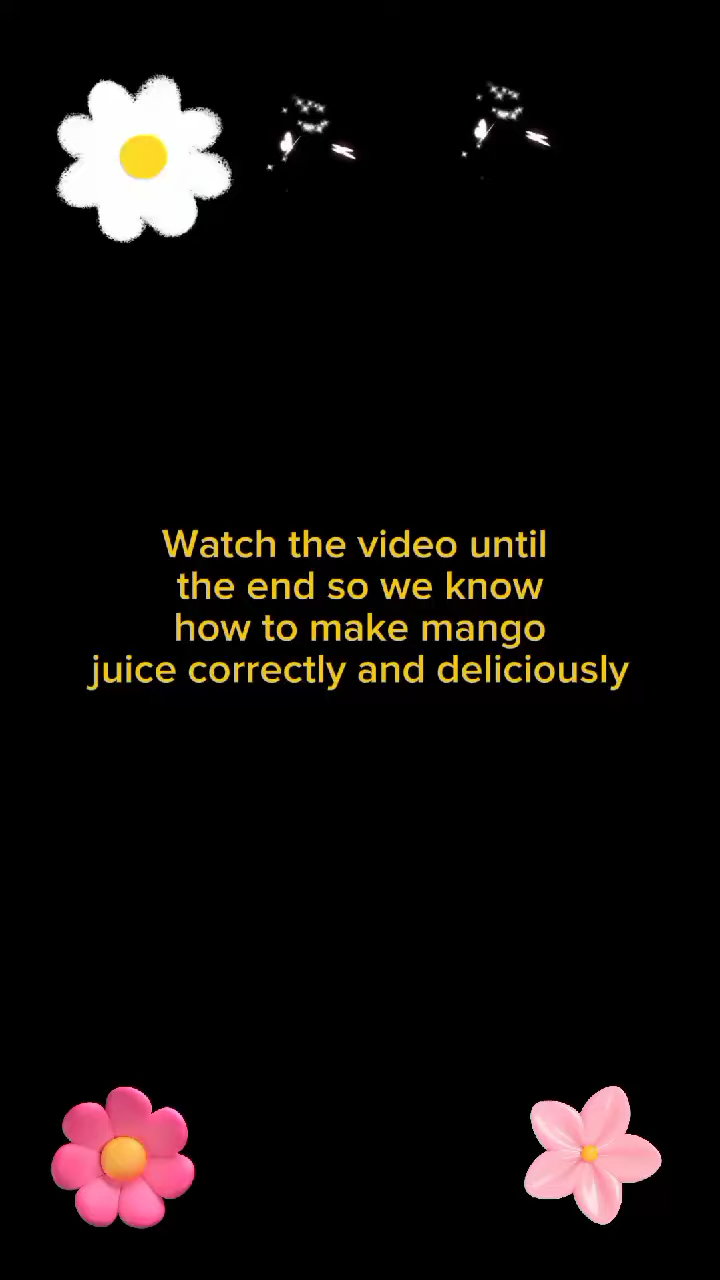 Watch the video until
the end so we know
how to make mango
juice correctly and deliciously